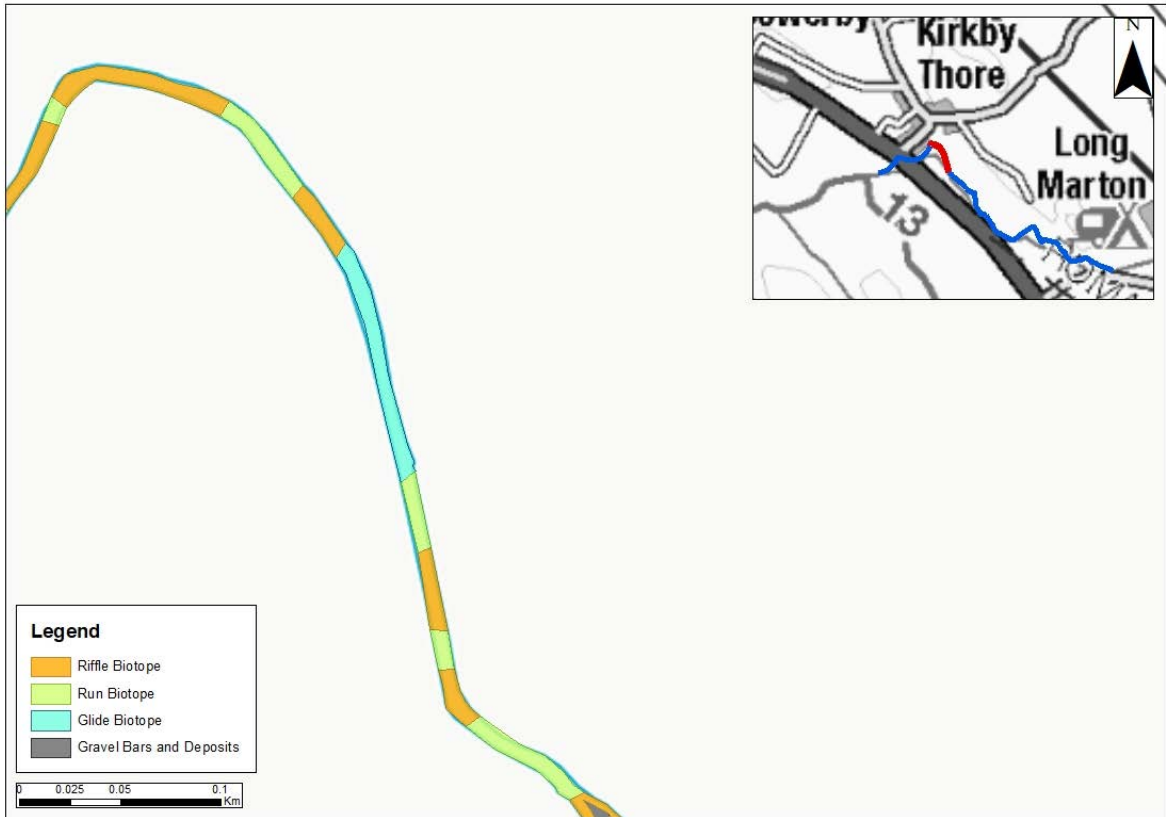 Kirkby
Thore
N
Long
Marton
13
Legend
Riffle Biotope
Run Biotope
Glide Biotope
Gravel Bars and Deposits
0 0.025 0.05 0.1
Km